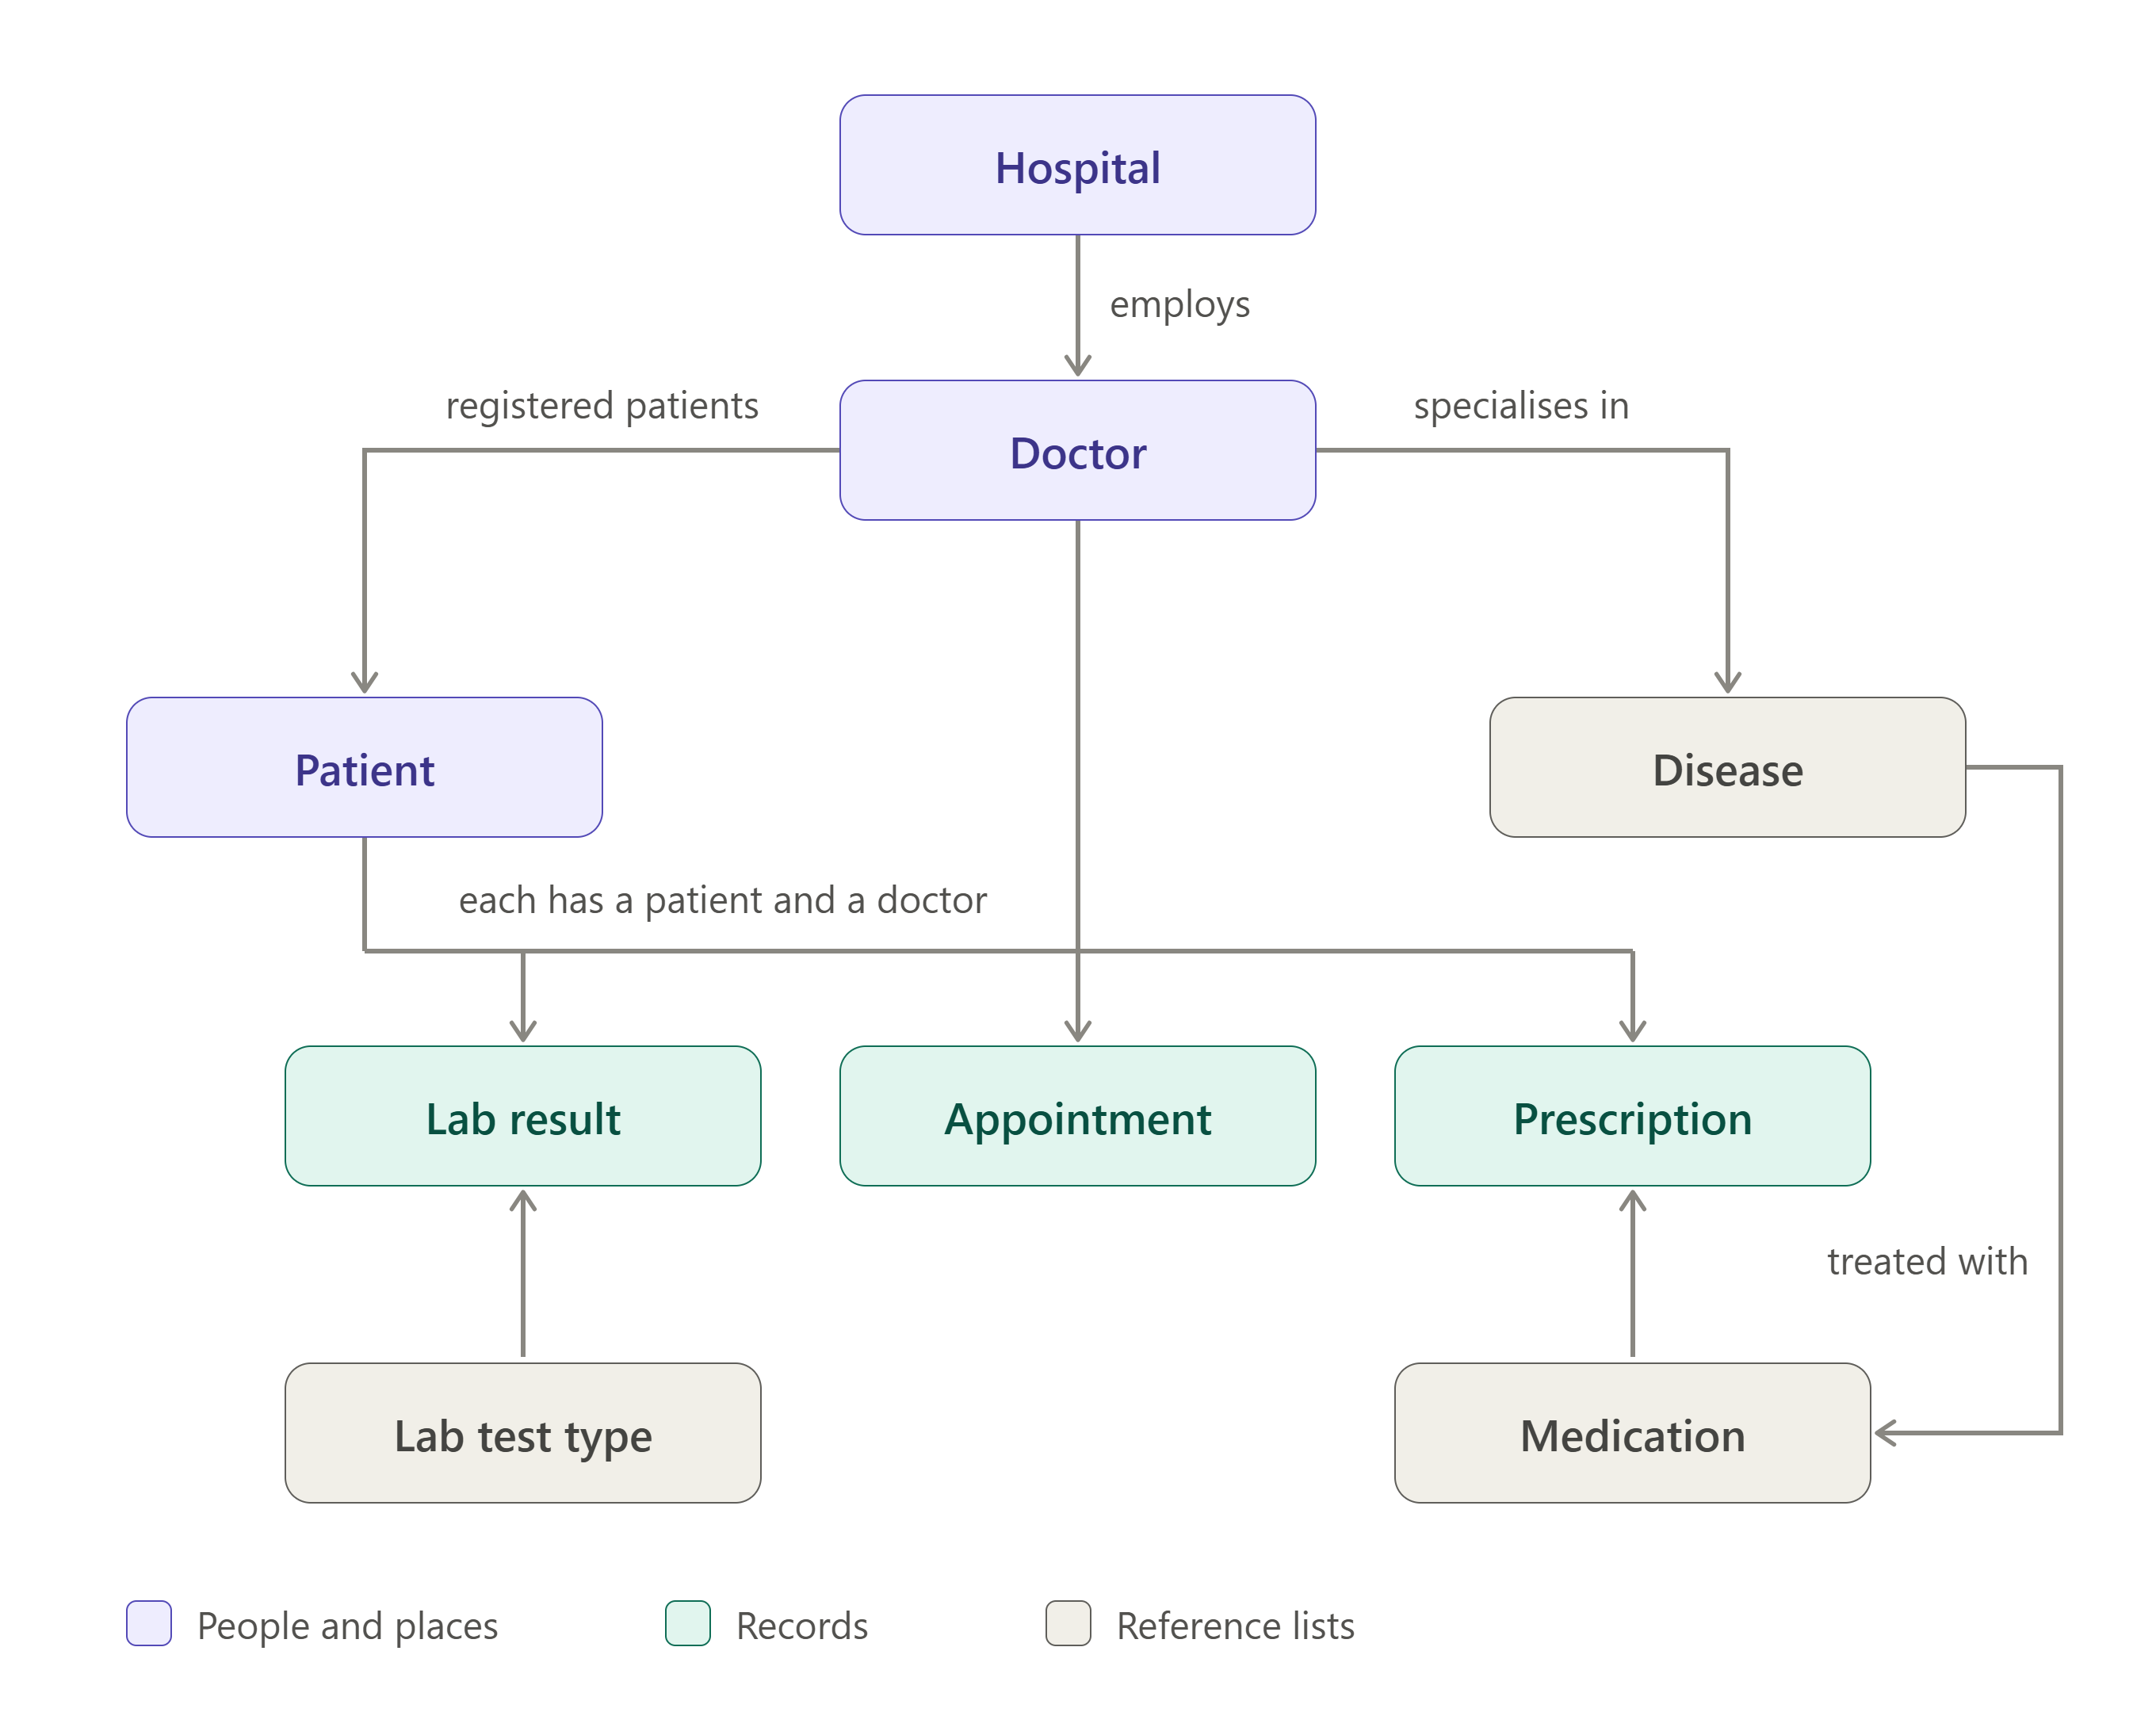 Hospital
employs
registered patients
specialises in
Doctor
Patient
Disease
each has a patient and a doctor
Lab result
Appointment
Prescription
treated with
Lab test type
Medication
People and places
Records
Reference lists